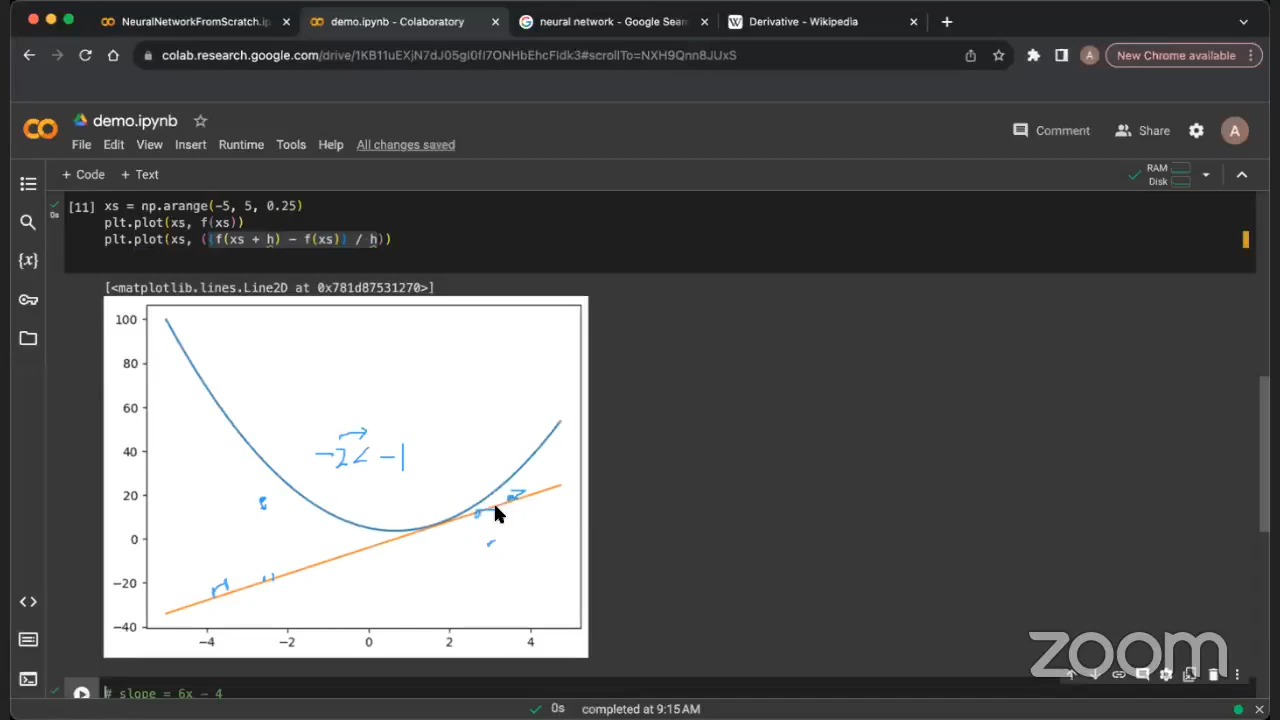 NeuralNetworkFromScratch.ip
demo.ipynb - Colaboratory
neural network - Google Sear
Derivative - Wikipedia
colab.research.google.com/drive/1KB11uEXjN7dJ05gI0fI7ONHbEhcFIdk3#scrollTo=NXH9Qnn8JUxS
A
New Chrome available
demo.ipynb
File Edit View Insert Runtime Tools Help All changes saved
Comment
Share
A
+ Code + Text
RAM
Disk
[11] xs = np.arange(-5, 5, 0.25)
0s
plt.plot(xs, f(xs))
plt.plot(xs, ((f(xs + h) - f(xs)) / h))
[<matplotlib.lines.Line2D at 0x781d87531270>]
100
80
60
40
20
0
−20
−40
−4 −2 0 2 4
-2 < -1
# slope = 6x - 4
zoom
0s completed at 9:15AM